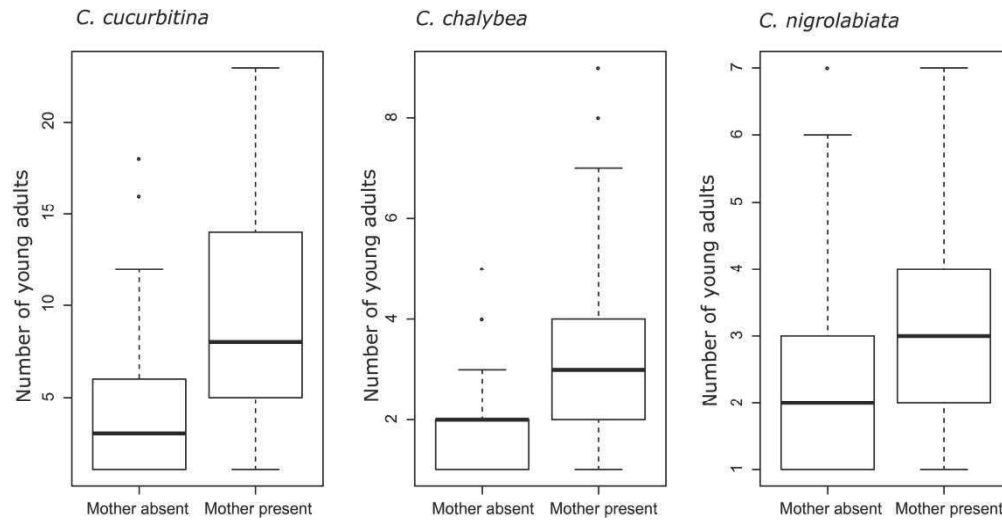 C. cucurbitina
Number of young adults
20
15
10
5
Mother absent
Mother present
C. chalybea
Number of young adults
8
6
4
2
Mother absent
Mother present
C. nigrolabiata
Number of young adults
7
6
5
4
3
2
1
Mother absent
Mother present